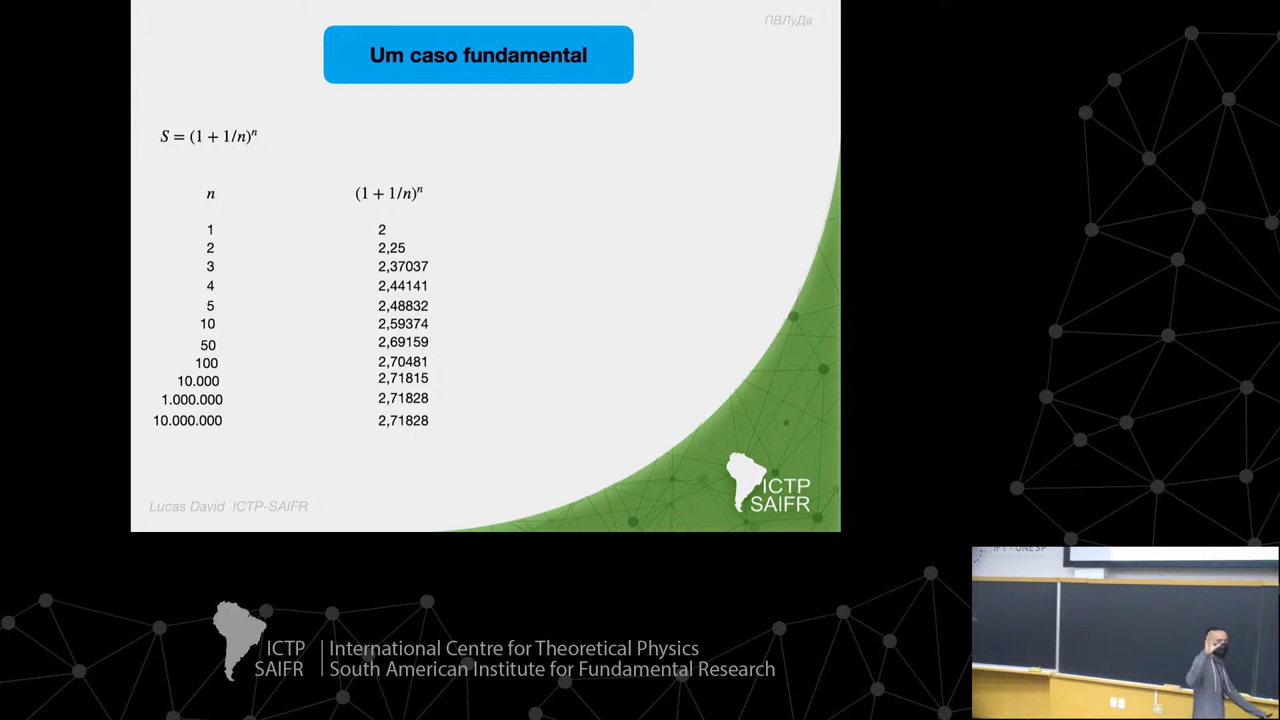 ПВЛуДа
Um caso fundamental
S = (1 + 1/n)ⁿ
n (1 + 1/n)ⁿ
1 2
2 2,25
3 2,37037
4 2,44141
5 2,48832
10 2,59374
50 2,69159
100 2,70481
10.000 2,71815
1.000.000 2,71828
10.000.000 2,71828
ICTP
SAIFR
Lucas David ICTP-SAIFR
IFT - UNESP
ICTP International Centre for Theoretical Physics
SAIFR South American Institute for Fundamental Research